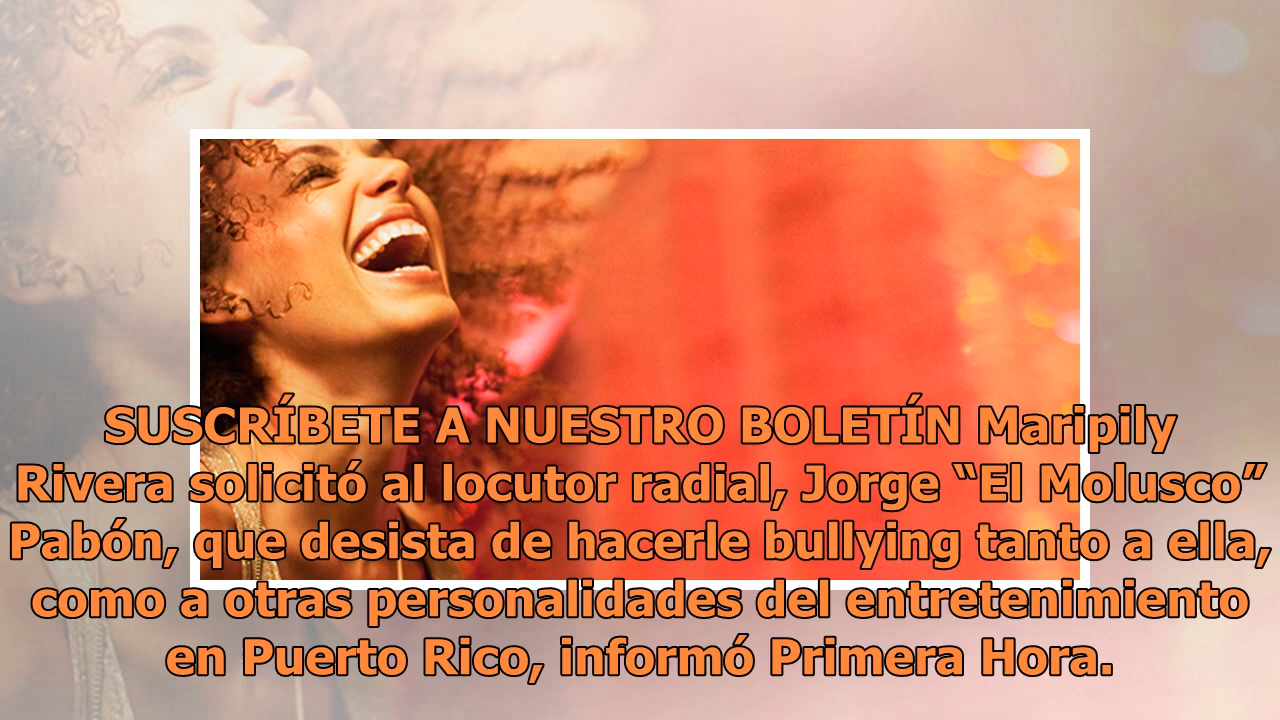 SUSCRÍBETE A NUESTRO BOLETÍN Maripily
Rivera solicitó al locutor radial, Jorge “El Molusco”
Pabón, que desista de hacerle bullying tanto a ella,
como a otras personalidades del entretenimiento
en Puerto Rico, informó Primera Hora.